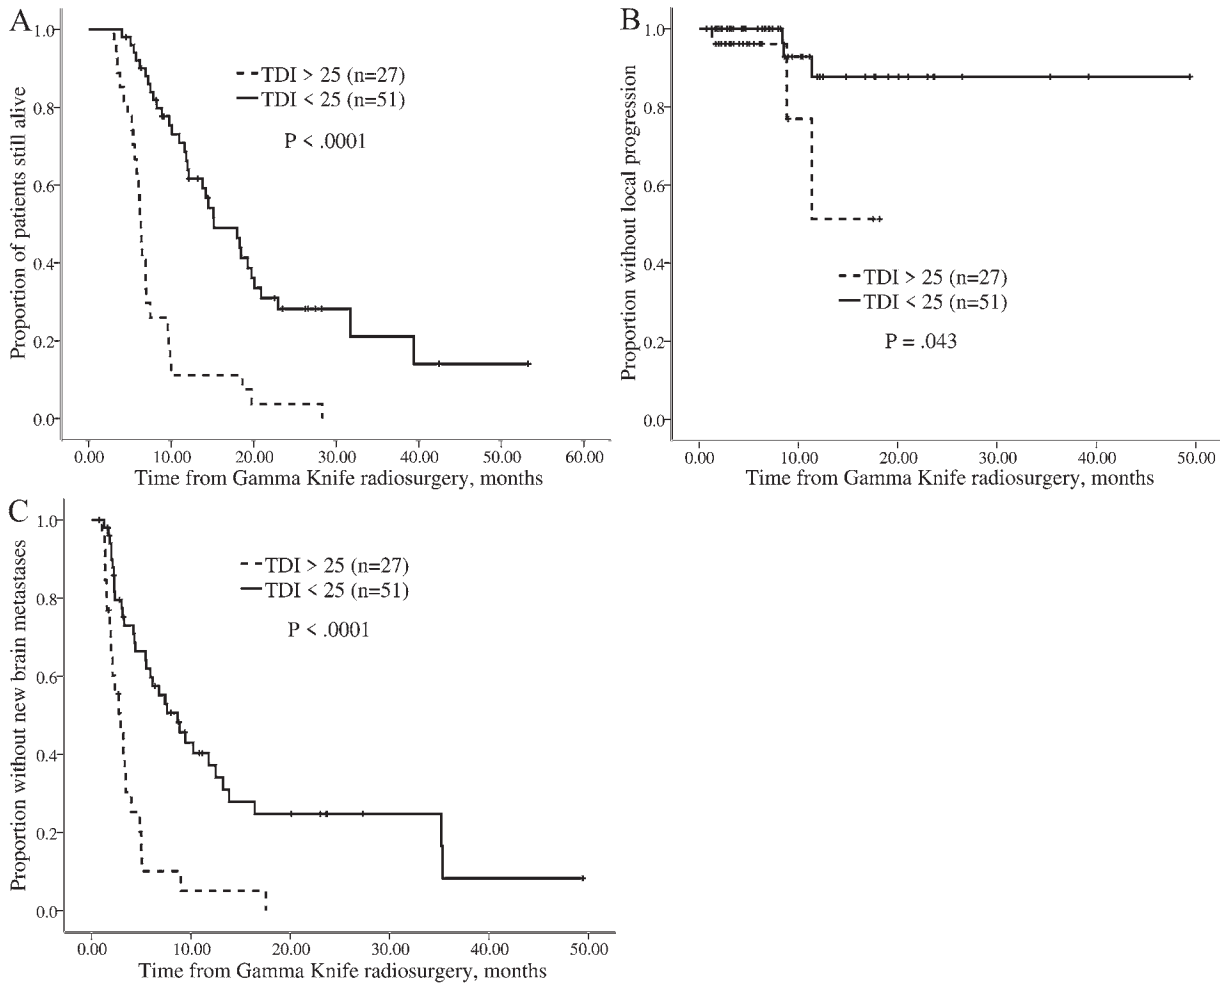 A
1.0
0.8
0.6
0.4
0.2
0.0
Proportion of patients still alive
TDI > 25 (n=27)
TDI < 25 (n=51)
P < .0001
0.00 10.00 20.00 30.00 40.00 50.00 60.00
Time from Gamma Knife radiosurgery, months
B
1.0
0.8
0.6
0.4
0.2
0.0
Proportion without local progression
TDI > 25 (n=27)
TDI < 25 (n=51)
P = .043
0.00 10.00 20.00 30.00 40.00 50.00
Time from Gamma Knife radiosurgery, months
C
1.0
0.8
0.6
0.4
0.2
0.0
Proportion without new brain metastases
TDI > 25 (n=27)
TDI < 25 (n=51)
P < .0001
0.00 10.00 20.00 30.00 40.00 50.00
Time from Gamma Knife radiosurgery, months